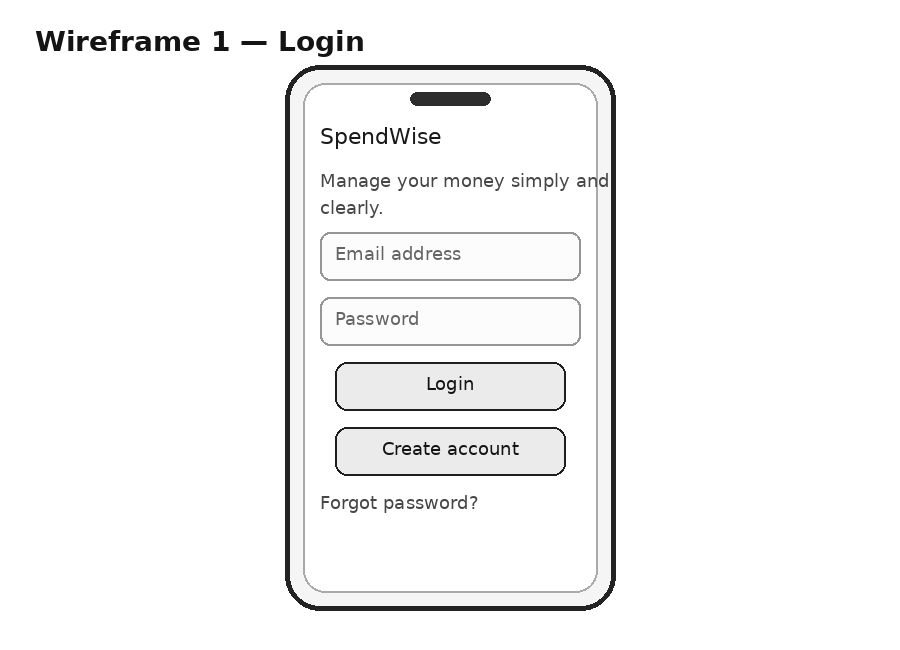 Wireframe 1 — Login
SpendWise
Manage your money simply and
clearly.
Email address
Password
Login
Create account
Forgot password?